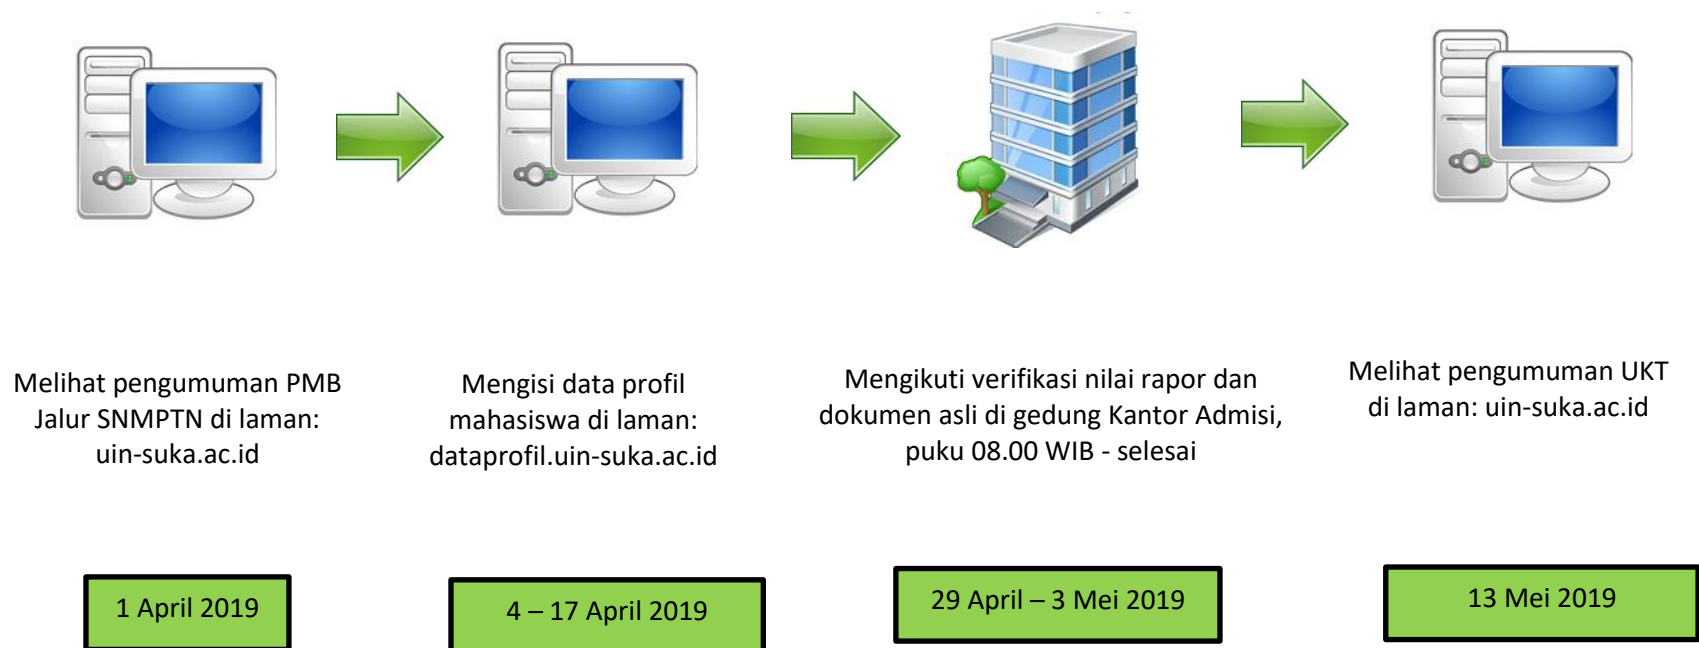 Melihat pengumuman PMB
Jalur SNMPTN di laman:
uin-suka.ac.id
Mengisi data profil
mahasiswa di laman:
dataprofil.uin-suka.ac.id
Mengikuti verifikasi nilai rapor dan
dokumen asli di gedung Kantor Admisi,
puku 08.00 WIB - selesai
Melihat pengumuman UKT
di laman: uin-suka.ac.id
1 April 2019
4 – 17 April 2019
29 April – 3 Mei 2019
13 Mei 2019